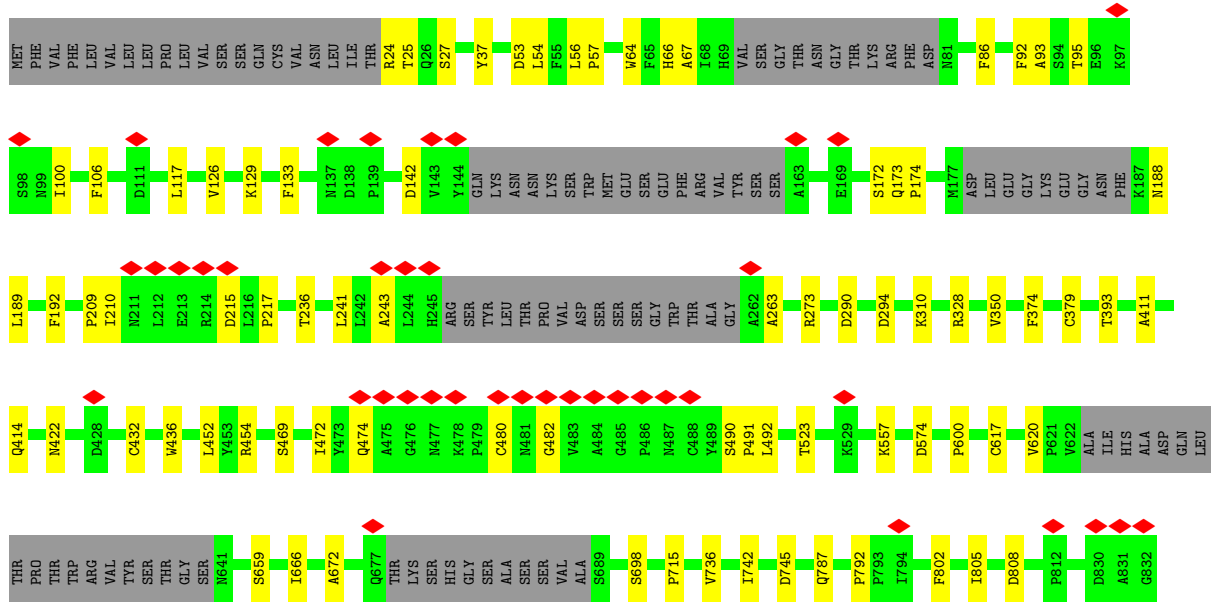 MET PHE VAL PHE PHE LEU VAL LEU LEU PRO LEU VAL SER SER GLN CYS VAL ASN LEU ILE THR R24 T25 Q26 S27 Y37 D53 L54 F55 L56 P57 W64 F65 H66 A67 I68 H69 VAL SER GLY THR ASN GLY THR LYS ARG PHE ASP N81 F86 F92 A93 S94 T95 E96 K97
S98 N99 I100 F106 D111 L117 V126 K129 F133 N137 D138 P139 D142 V143 Y144 GLN LYS ASN ASN LYS SER TRP MET GLU SER GLU PHE ARG VAL TYR SER SER A163 E169 S172 Q173 P174 M177 ASP LEU GLU GLY LYS GLU GLY ASN PHE K187 N188
L189 F192 P209 I210 N211 L212 E213 R214 D215 L216 P217 T236 L241 L242 A243 L244 H245 ARG SER TYR LEU THR PRO VAL ASP SER SER SER GLY TRP THR ALA GLY A262 A263 R273 D290 D294 K310 R328 V350 F374 C379 T393 A411
Q414 N422 D428 C432 W436 L452 Y453 R454 S469 I472 Y473 Q474 A475 G476 N477 K478 P479 C480 N481 G482 V483 A484 G485 P486 N487 C488 Y489 S490 P491 L492 T523 K529 K557 D574 P600 C617 V620 P621 V622 ALA ILE HIS ALA ASP GLN LEU
THR PRO THR TRP ARG VAL TYR SER THR GLY SER N641 S659 I666 A672 Q677 THR LYS SER HIS GLY SER ALA SER SER VAL ALA S689 S698 P715 V736 I742 D745 Q787 P792 P793 I794 F802 I805 D808 P812 D830 A831 G832